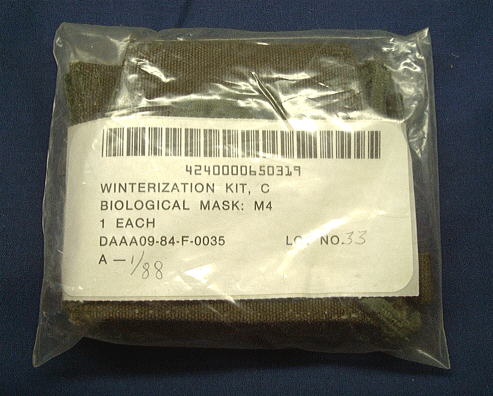 4240000650319
WINTERIZATION KIT, C
BIOLOGICAL MASK: M4
1 EACH
DAAA09-84-F-0035 LOT NO. 33
A — 1/88